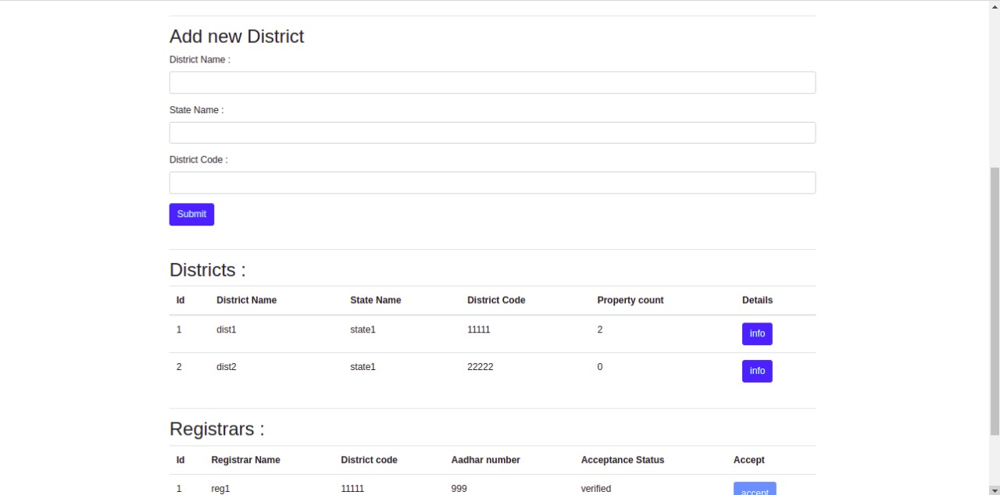 Add new District
District Name :
State Name :
District Code :
Submit
Districts :
Id District Name State Name District Code Property count Details
1 dist1 state1 11111 2 info
2 dist2 state1 22222 0 info
Registrars :
Id Registrar Name District code Aadhar number Acceptance Status Accept
1 reg1 11111 999 verified accept